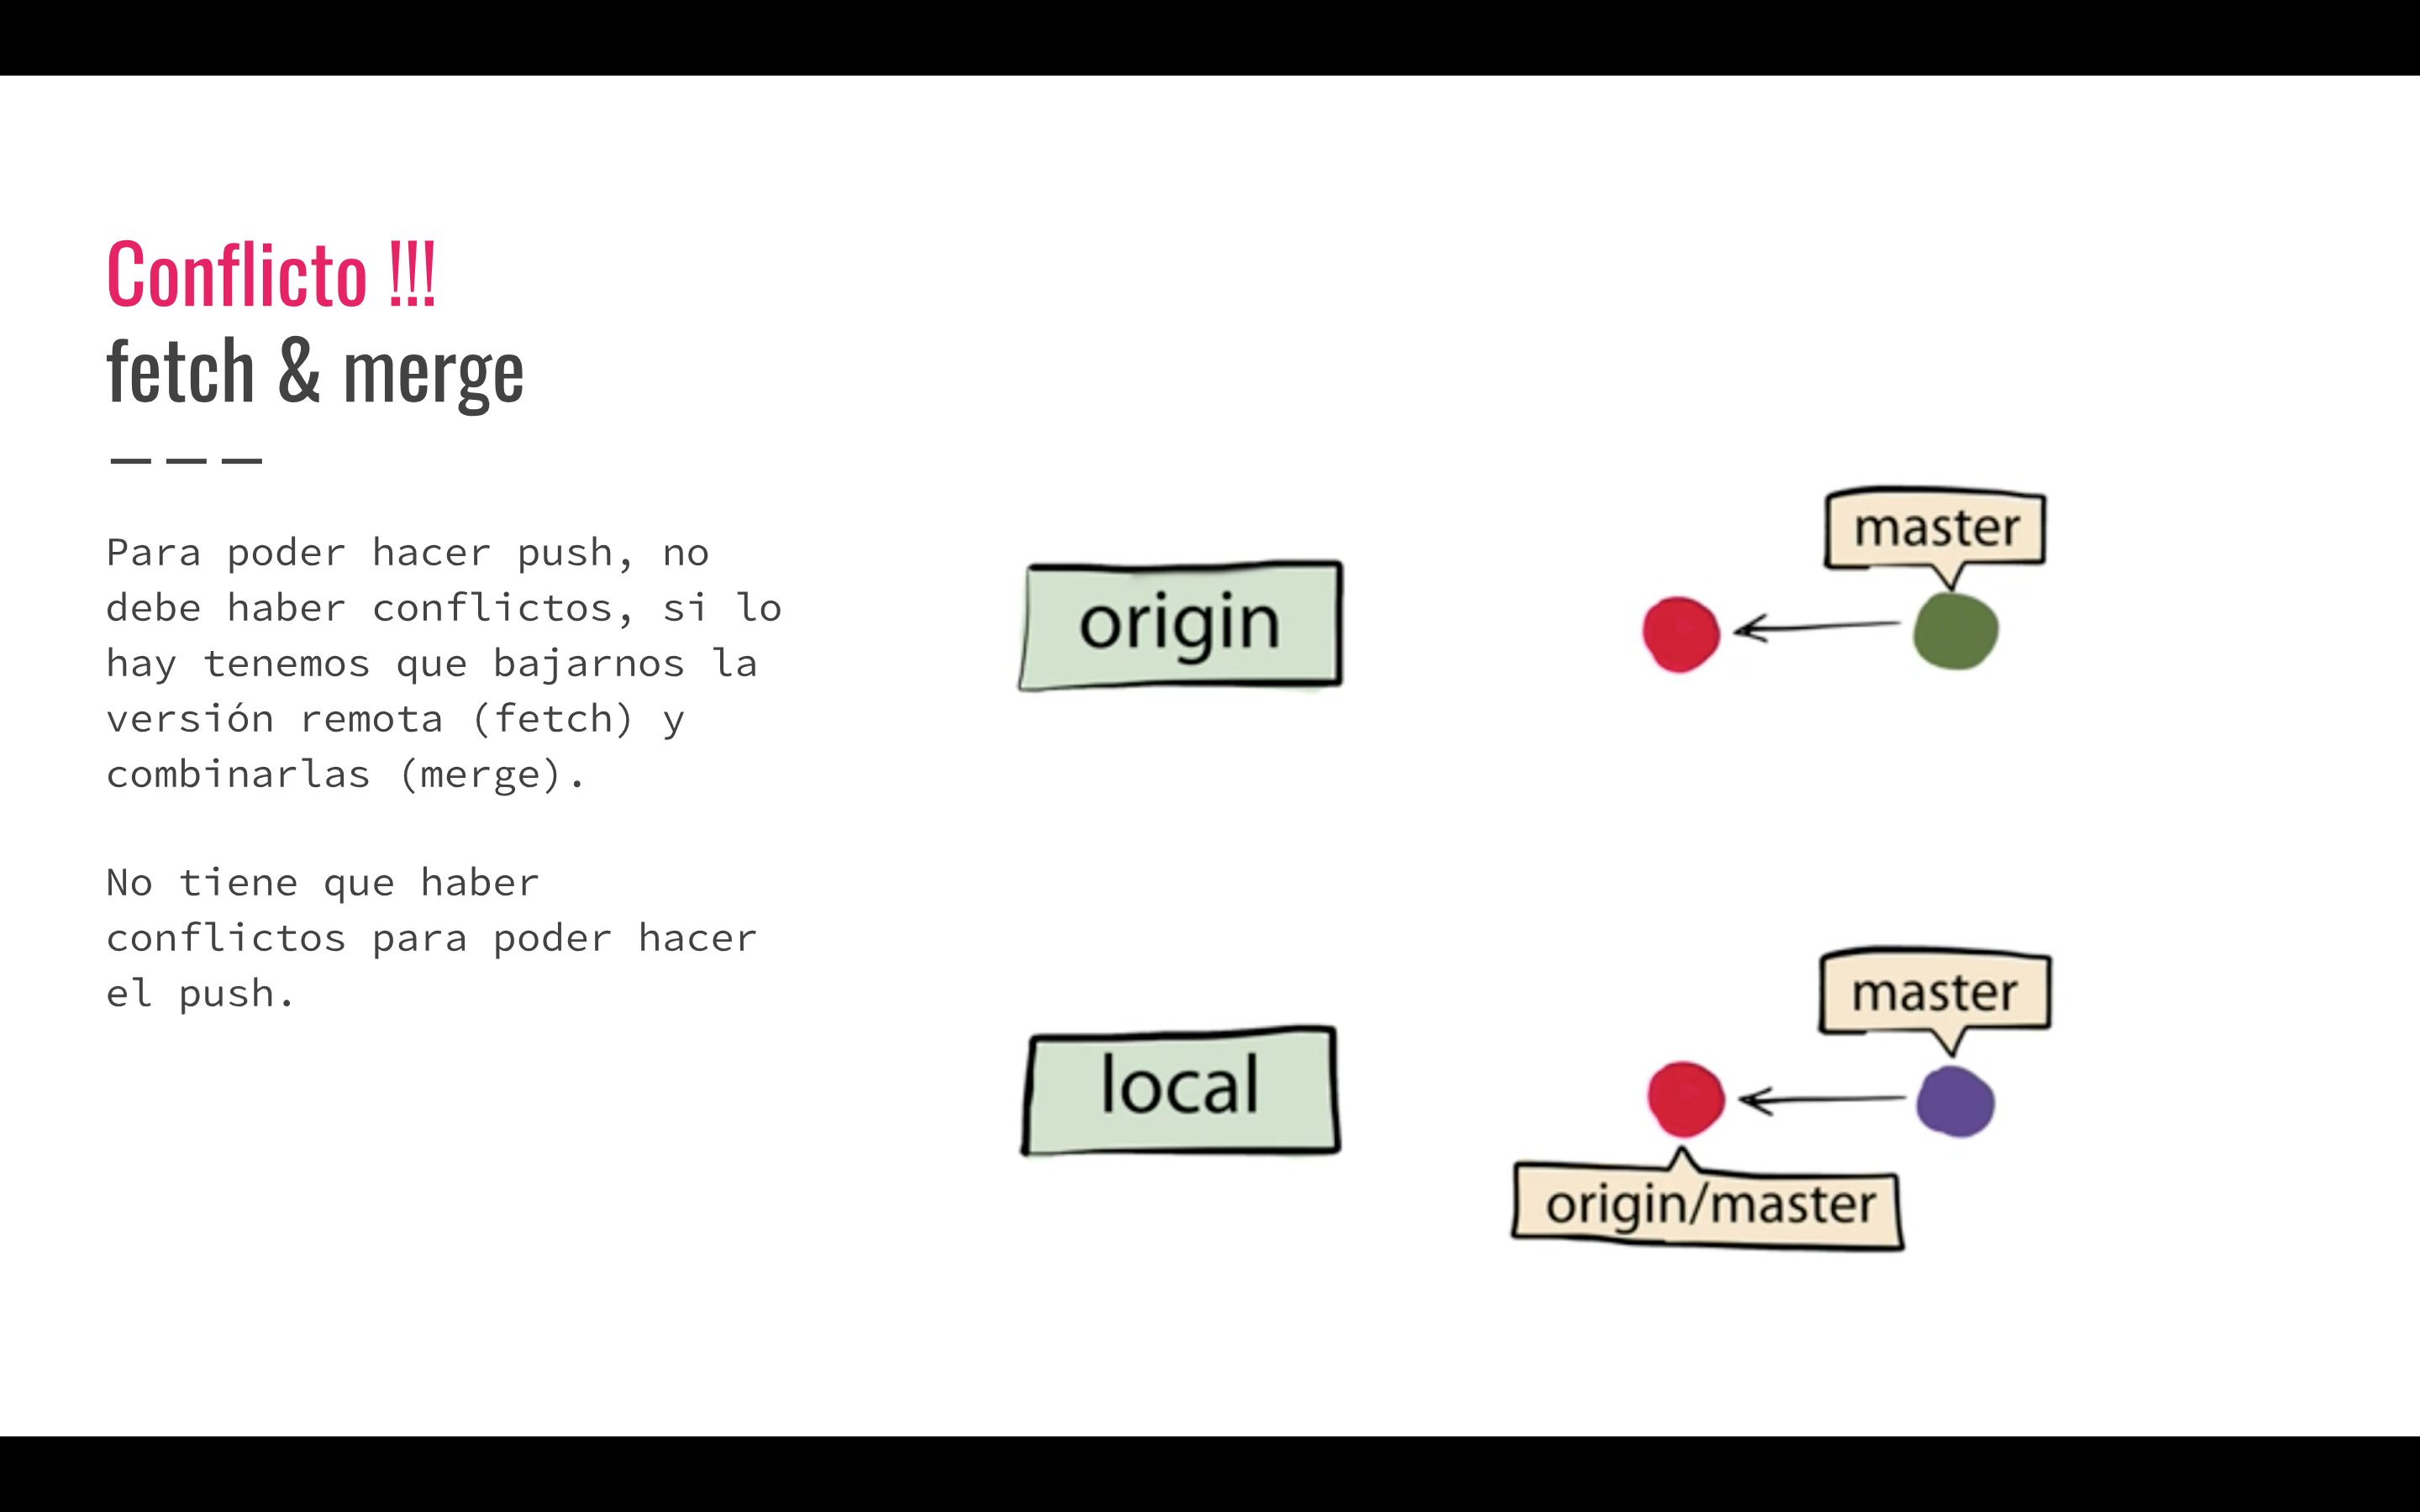 Conflicto !!!
fetch & merge
Para poder hacer push, no
debe haber conflictos, si lo
hay tenemos que bajarnos la
versión remota (fetch) y
combinarlas (merge).
No tiene que haber
conflictos para poder hacer
el push.
master
origin
master
local
origin/master